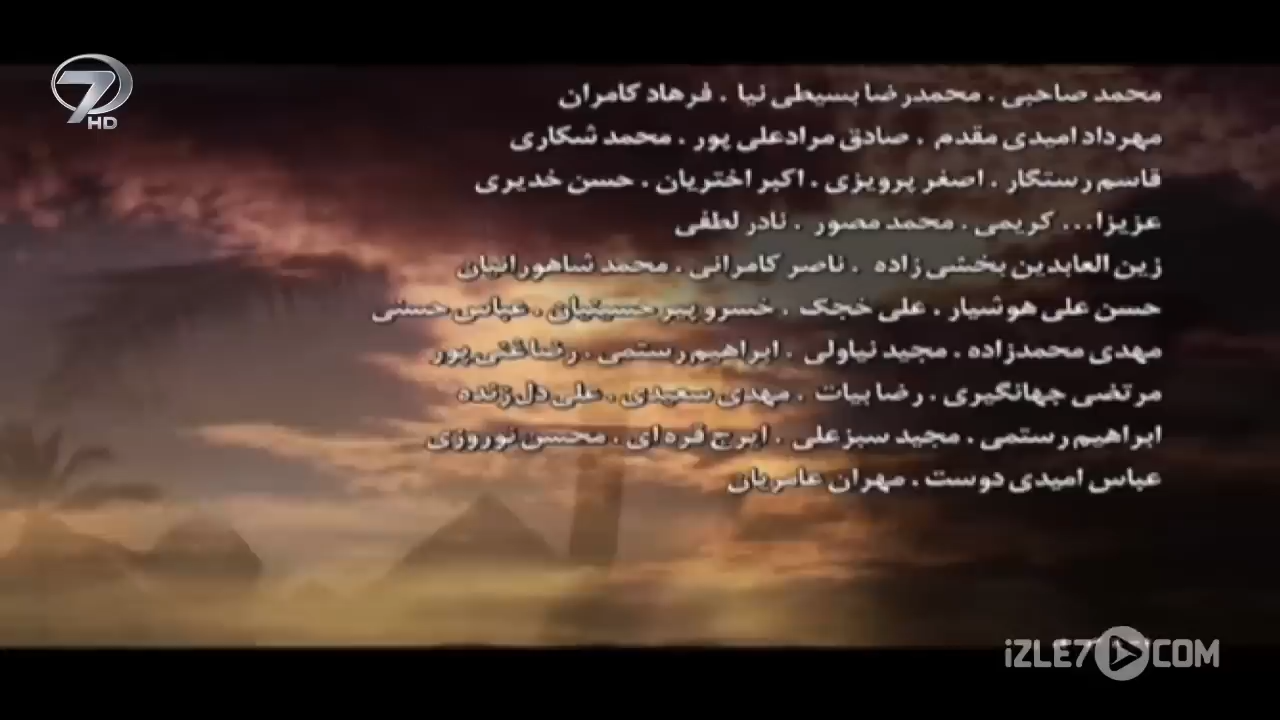 7
HD
محمد صاحبی . محمدرضا بسیطی نیا . فرهاد کامران
مهرداد امیدی مقدم . صادق مرادعلی پور . محمد شکاری
قاسم رستگار . اصغر پرویزی . اکبر اختریان . حسن خدیری
عزیزا... کریمی . محمد مصور . نادر لطفی
زین العابدین بخشی زاده . ناصر کامرانی . محمد شاهورانیان
حسن علی هوشیار . علی خجک . خسرو پیرحسینیان . عباس حسنی
مهدی محمدزاده . مجید نیاولی . ابراهیم رستمی . رضا غنی پور
مرتضی جهانگیری . رضا بیات . مهدی سعیدی . علی دل زنده
ابراهیم رستمی . مجید سبزعلی . ایرج قره ای . محسن نوروزی
عباس امیدی دوست . مهران عامریان
iZLE7 COM